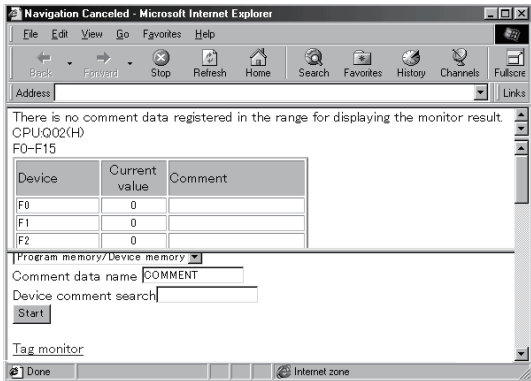 Navigation Canceled - Microsoft Internet Explorer
File Edit View Go Favorites Help
Back Forward Stop Refresh Home Search Favorites History Channels Fullscre
Address Links
There is no comment data registered in the range for displaying the monitor result.
CPU:Q02(H)
F0-F15
Device Current value Comment
F0 0
F1 0
F2 0
Program memory/Device memory
Comment data name COMMENT
Device comment search
Start
Tag monitor
Done Internet zone